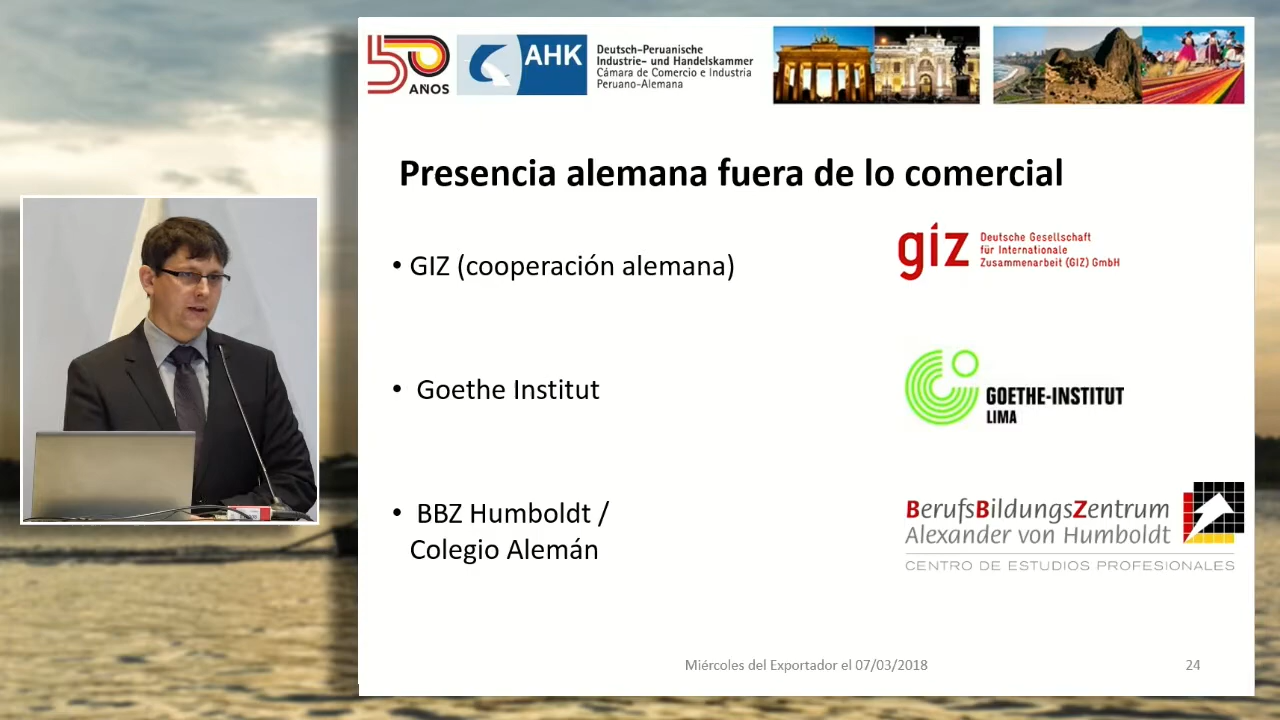 50
AÑOS
AHK
Deutsch-Peruanische
Industrie- und Handelskammer
Cámara de Comercio e Industria
Peruano-Alemana
Presencia alemana fuera de lo comercial
• GIZ (cooperación alemana)
giz
Deutsche Gesellschaft
für Internationale
Zusammenarbeit (GIZ) GmbH
• Goethe Institut
GOETHE-INSTITUT
LIMA
• BBZ Humboldt /
Colegio Alemán
BerufsBildungsZentrum
Alexander von Humboldt
CENTRO DE ESTUDIOS PROFESIONALES
Miércoles del Exportador el 07/03/2018
24